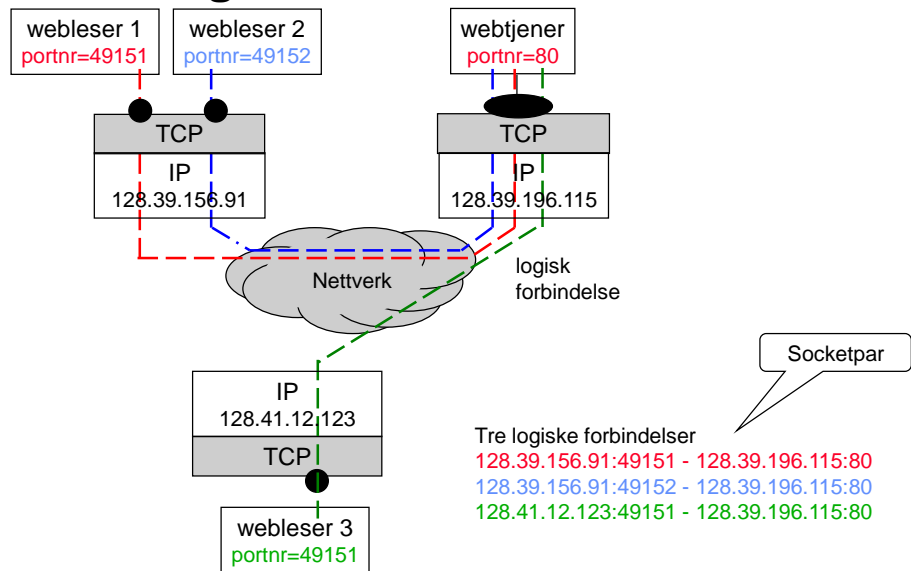 webleser 1
portnr=49151
webleser 2
portnr=49152
webtjener
portnr=80
TCP
IP
128.39.156.91
TCP
IP
128.39.196.115
Nettverk
logisk
forbindelse
IP
128.41.12.123
TCP
webleser 3
portnr=49151
Socketpar
Tre logiske forbindelser
128.39.156.91:49151 - 128.39.196.115:80
128.39.156.91:49152 - 128.39.196.115:80
128.41.12.123:49151 - 128.39.196.115:80